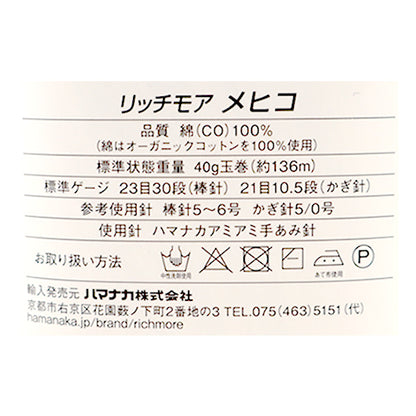 リッチモア メヒコ
品質 綿(CO)100%
(綿はオーガニックコットンを100%使用)
標準状態重量 40g玉巻(約136m)
標準ゲージ 23目30段(棒針) 21目10.5段(かぎ針)
参考使用針 棒針5〜6号 かぎ針5/0号
使用針 ハマナカアミアミ手あみ針
お取り扱い方法
中性洗剤使用 あて布使用 P
輸入発売元 ハマナカ株式会社
京都市右京区花園薮ノ下町2番地の3 TEL.075(463)5151(代)
hamanaka.jp/brand/richmore